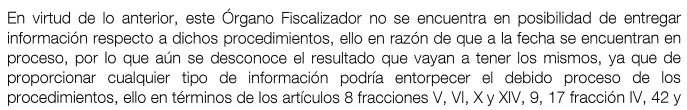 En virtud de lo anterior, este Órgano Fiscalizador no se encuentra en posibilidad de entregar
información respecto a dichos procedimientos, ello en razón de que a la fecha se encuentran en
proceso, por lo que aún se desconoce el resultado que vayan a tener los mismos, ya que de
proporcionar cualquier tipo de información podría entorpecer el debido proceso de los
procedimientos, ello en términos de los artículos 8 fracciones V, VI, X y XIV, 9, 17 fracción IV, 42 y